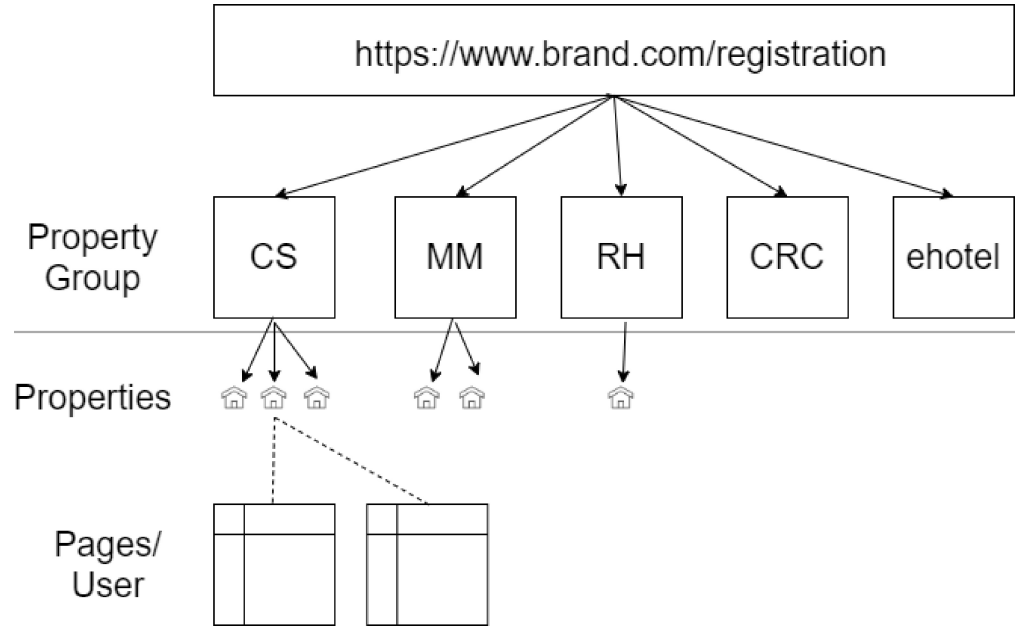 https://www.brand.com/registration
Property
Group
CS
MM
RH
CRC
ehotel
Properties
Pages/
User